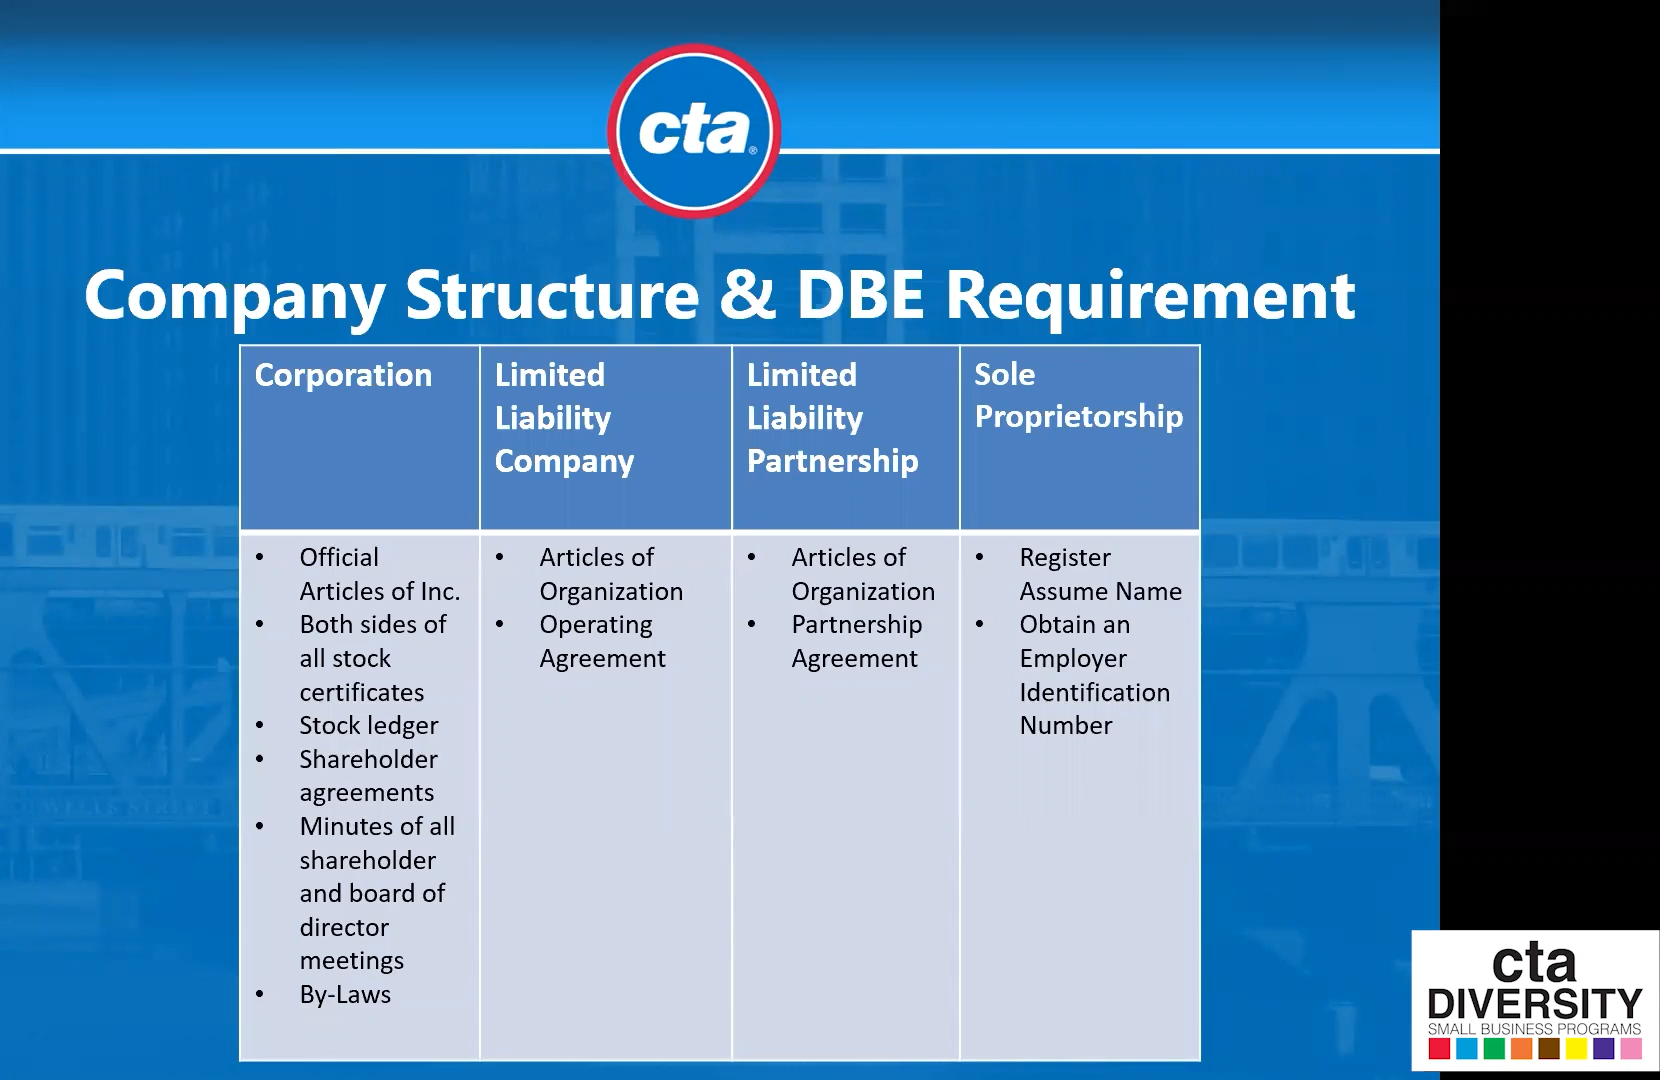 cta®
Company Structure & DBE Requirement
Corporation
Limited
Liability
Company
Limited
Liability
Partnership
Sole
Proprietorship
• Official
Articles of Inc.
• Both sides of
all stock
certificates
• Stock ledger
• Shareholder
agreements
• Minutes of all
shareholder
and board of
director
meetings
• By-Laws
• Articles of
Organization
• Operating
Agreement
• Articles of
Organization
• Partnership
Agreement
• Register
Assume Name
• Obtain an
Employer
Identification
Number
WELLS STREET
cta
DIVERSITY
SMALL BUSINESS PROGRAMS